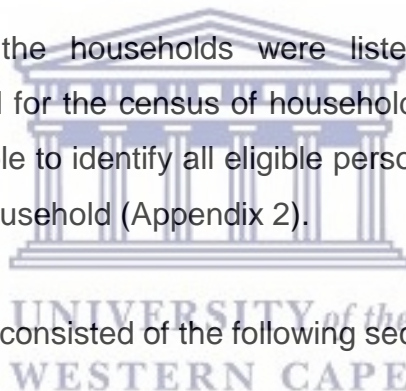 the households were liste
l for the census of household
le to identify all eligible perso
usehold (Appendix 2).
UNIVERSITY of the
consisted of the following sec
WESTERN CAPE